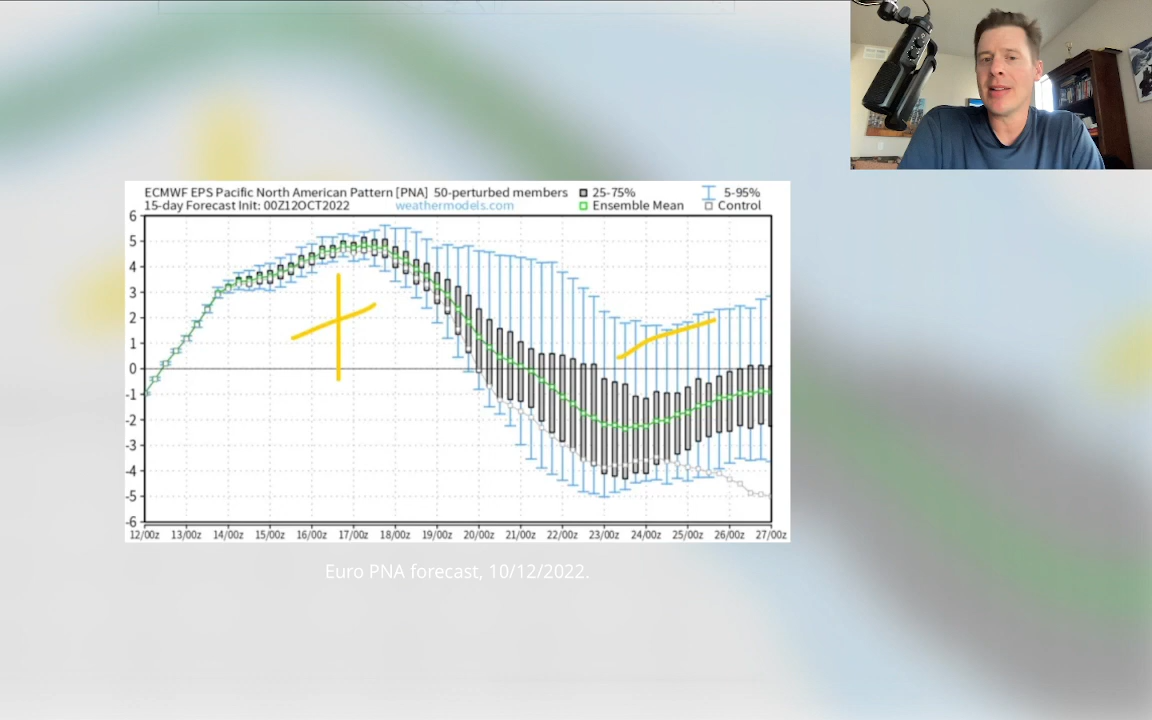 ECMWF EPS Pacific North American Pattern [PNA] 50-perturbed members
15-day Forecast Init: 00Z12OCT2022 weathermodels.com
25-75% 5-95%
Ensemble Mean Control
6
5
4
3
2
1
0
-1
-2
-3
-4
-5
-6
12/00z 13/00z 14/00z 15/00z 16/00z 17/00z 18/00z 19/00z 20/00z 21/00z 22/00z 23/00z 24/00z 25/00z 26/00z 27/00z
Euro PNA forecast, 10/12/2022.